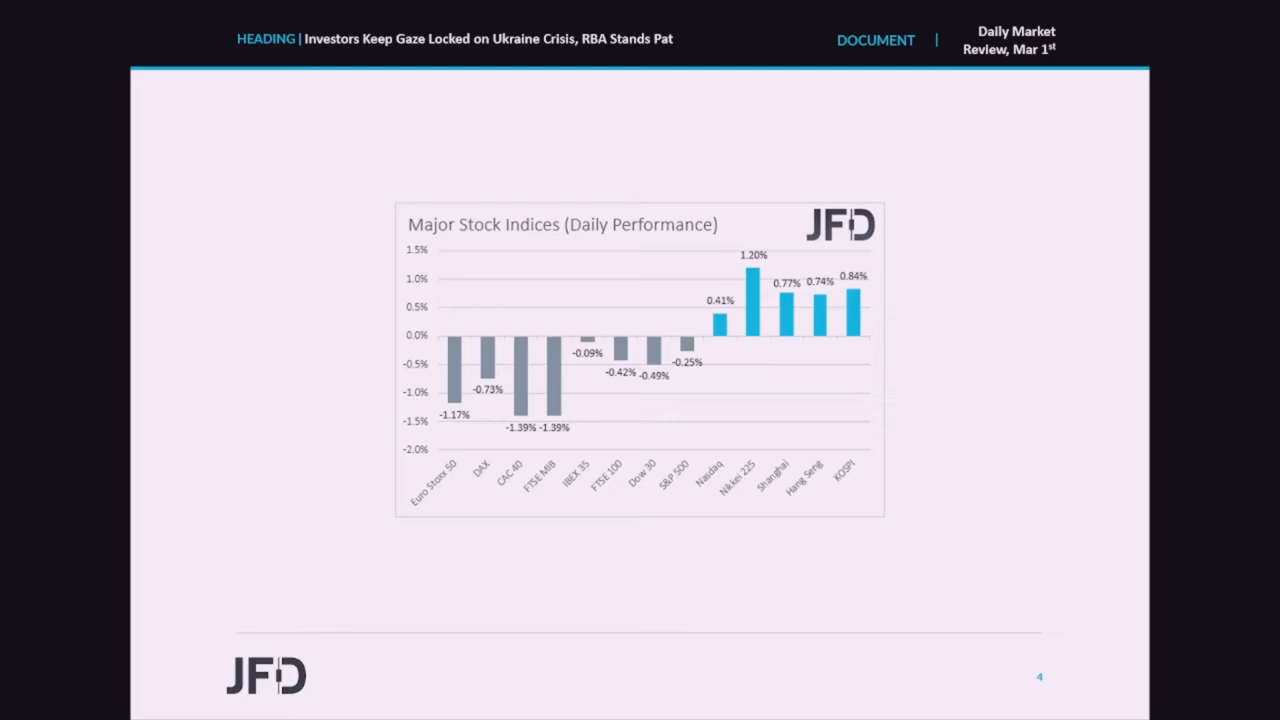 HEADING | Investors Keep Gaze Locked on Ukraine Crisis, RBA Stands Pat
DOCUMENT |
Daily Market
Review, Mar 1st
Major Stock Indices (Daily Performance)
JFD
1.5%
1.0%
0.5%
0.0%
-0.5%
-1.0%
-1.5%
-2.0%
-1.17%
-0.73%
-1.39%
-1.39%
-0.09%
-0.42%
-0.49%
-0.25%
0.41%
1.20%
0.77%
0.74%
0.84%
Euro Stoxx 50
DAX
CAC 40
FTSE MIB
IBEX 35
FTSE 100
Dow 30
S&P 500
Nasdaq
Nikkei 225
Shanghai
Hang Seng
KOSPI
JFD
4